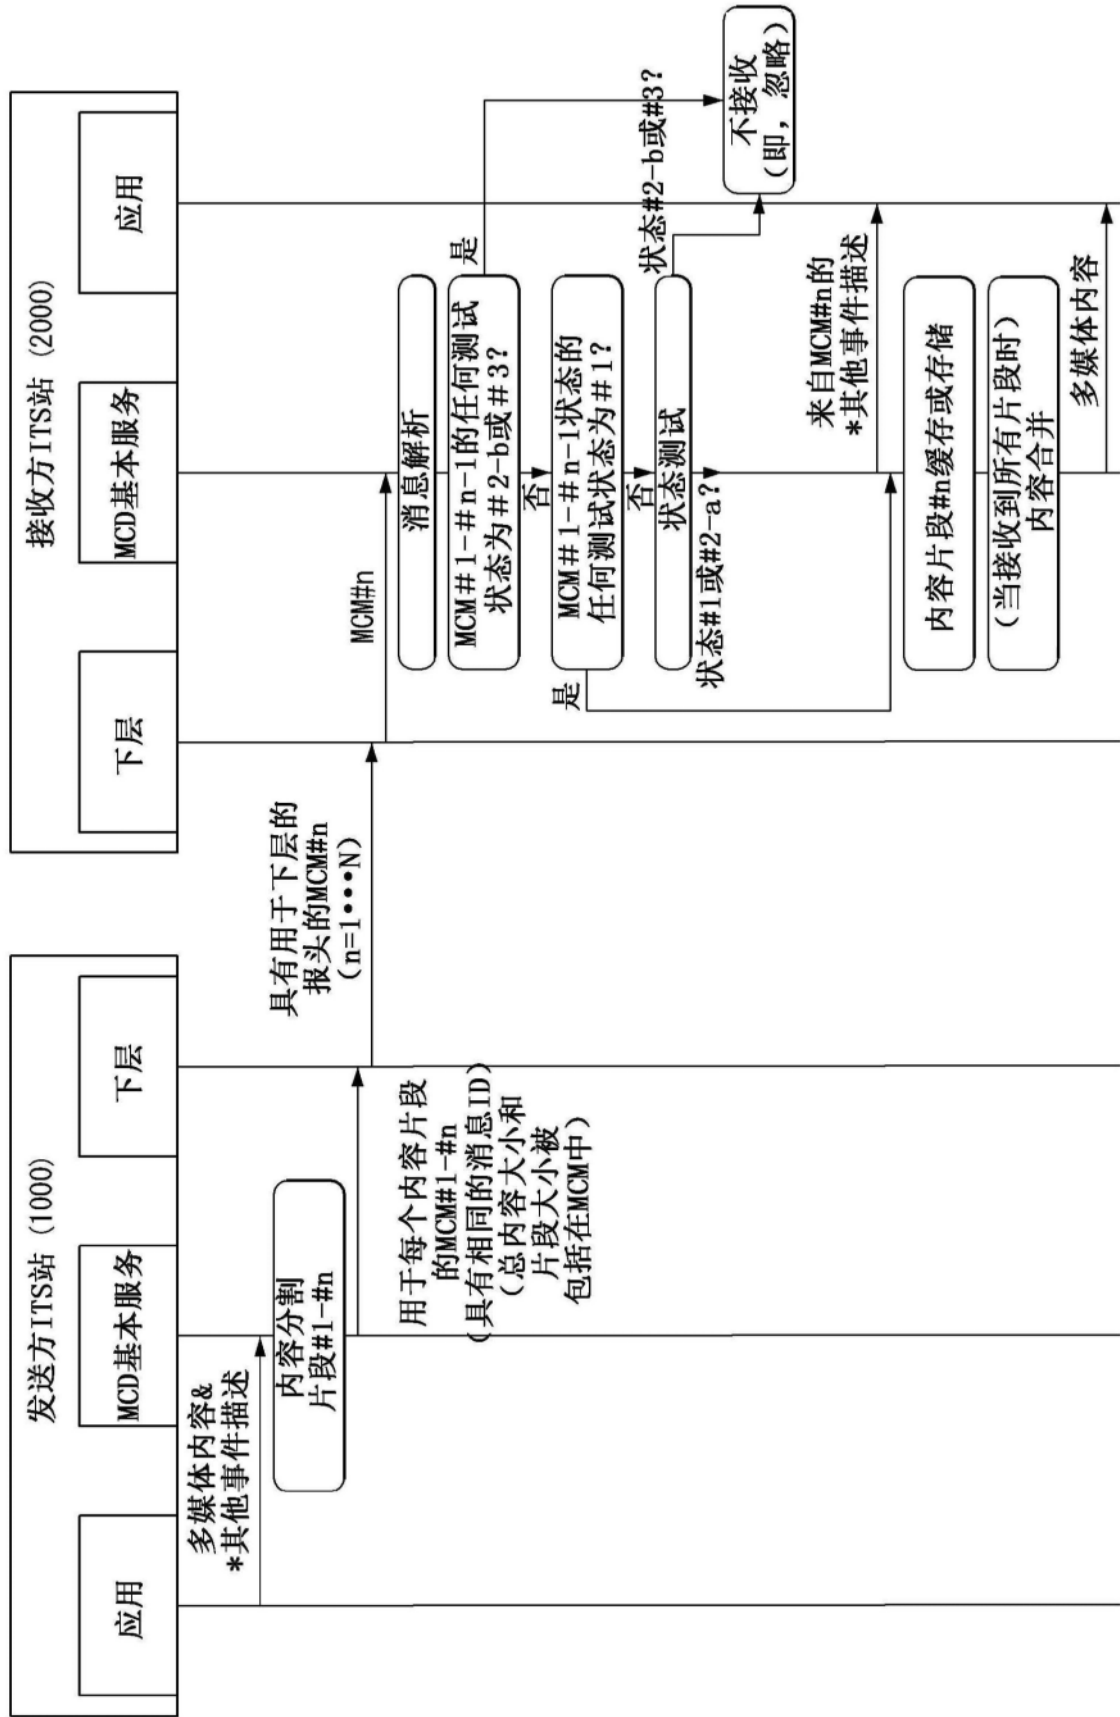 发送方ITS站 (1000)
应用
MCD基本服务
下层
接收方ITS站 (2000)
下层
MCD基本服务
应用
多媒体内容&
*其他事件描述
内容分割
片段#1-#n
用于每个内容片段
的MCM#1-#n
(具有相同的消息ID)
(总内容大小和
片段大小被
包括在MCM中)
具有用于下层的
报头的MCM#n
(n=1•••N)
MCM#n
消息解析
MCM#1-#n-1的任何测试
状态为#2-b或#3?
是
否
MCM#1-#n-1状态的
任何测试状态为#1?
是
否
状态测试
状态#1或#2-a?
状态#2-b或#3?
不接收
(即, 忽略)
来自MCM#n的
*其他事件描述
内容片段#n缓存或存储
(当接收到所有片段时)
内容合并
多媒体内容